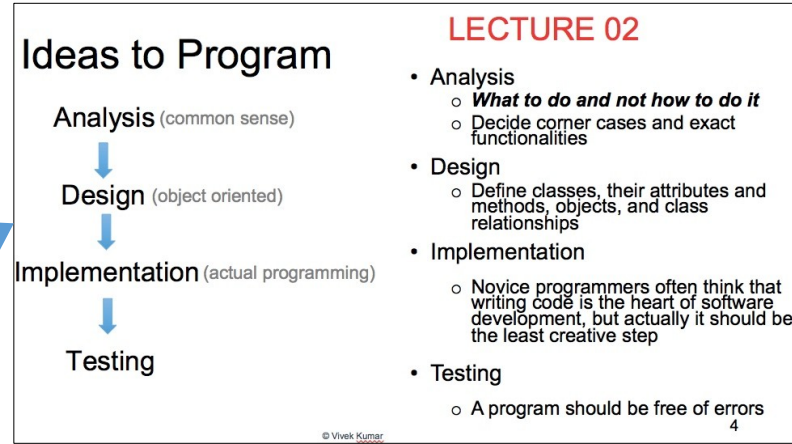 Ideas to Program
Analysis (common sense)
Design (object oriented)
Implementation (actual programming)
Testing
LECTURE 02
• Analysis
o What to do and not how to do it
o Decide corner cases and exact
functionalities
• Design
o Define classes, their attributes and
methods, objects, and class
relationships
• Implementation
o Novice programmers often think that
writing code is the heart of software
development, but actually it should be
the least creative step
• Testing
o A program should be free of errors
© Vivek Kumar
4